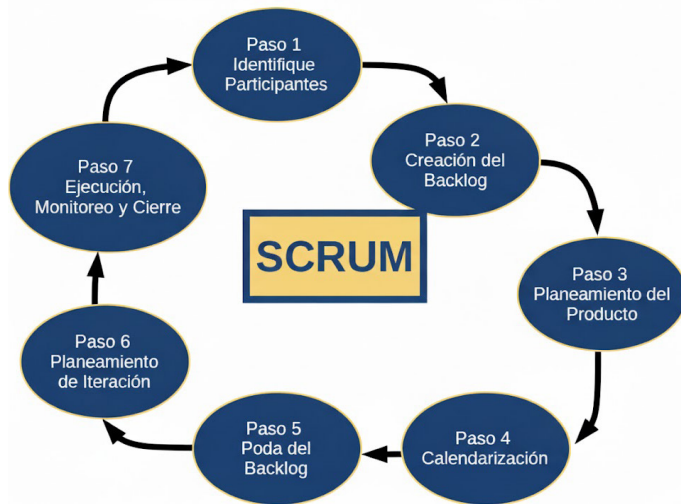 Paso 1
Identifique
Participantes
Paso 2
Creación del
Backlog
Paso 3
Planeamiento del
Producto
Paso 4
Calendarización
Paso 5
Poda del
Backlog
Paso 6
Planeamiento
de Iteración
Paso 7
Ejecución,
Monitoreo y Cierre
SCRUM